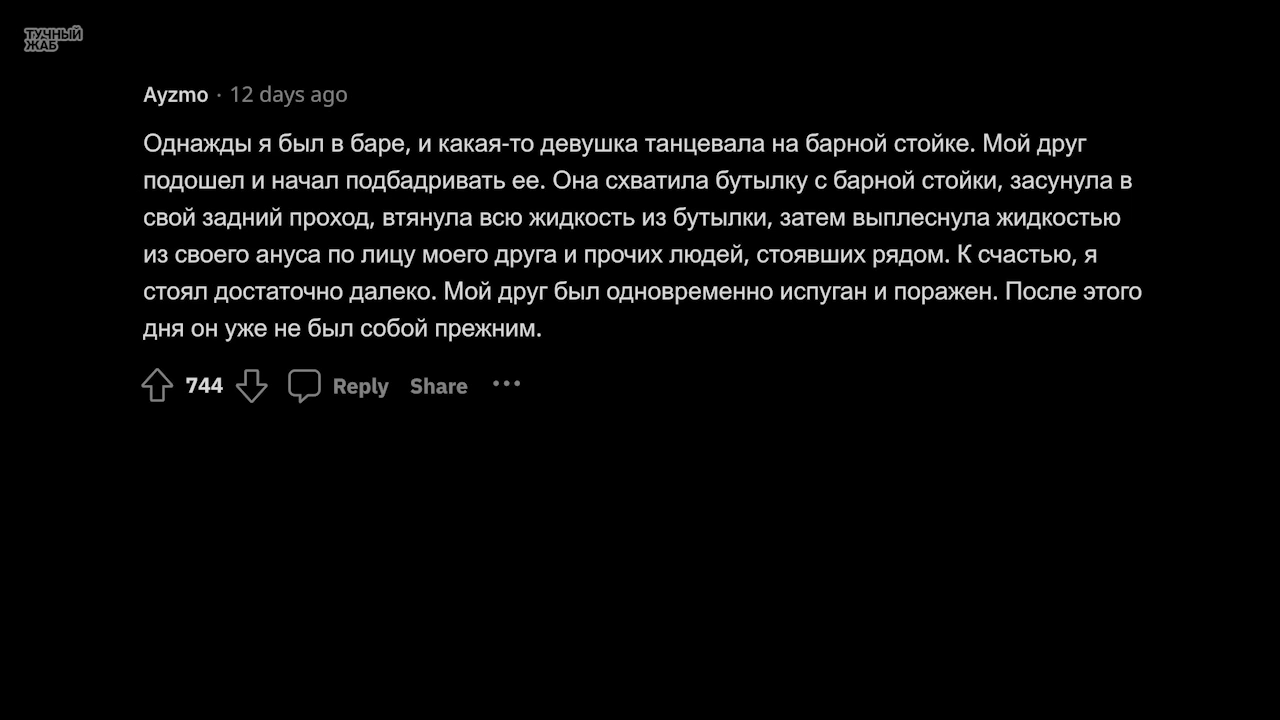 ТУЧНЫЙ
ЖАБ
Ayzmo · 12 days ago
Однажды я был в баре, и какая-то девушка танцевала на барной стойке. Мой друг
подошел и начал подбадривать ее. Она схватила бутылку с барной стойки, засунула в
свой задний проход, втянула всю жидкость из бутылки, затем выплеснула жидкостью
из своего ануса по лицу моего друга и прочих людей, стоявших рядом. К счастью, я
стоял достаточно далеко. Мой друг был одновременно испуган и поражен. После этого
дня он уже не был собой прежним.
744 Reply Share ···